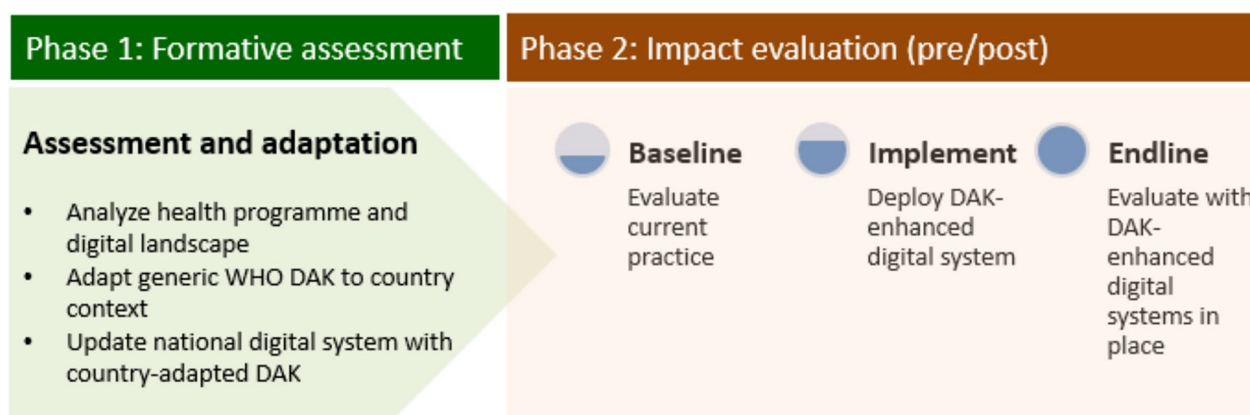 Phase 1: Formative assessment
Phase 2: Impact evaluation (pre/post)
Assessment and adaptation
• Analyze health programme and
digital landscape
• Adapt generic WHO DAK to country
context
• Update national digital system with
country-adapted DAK
Baseline
Evaluate
current
practice
Implement
Deploy DAK-
enhanced
digital system
Endline
Evaluate with
DAK-
enhanced
digital
systems in
place